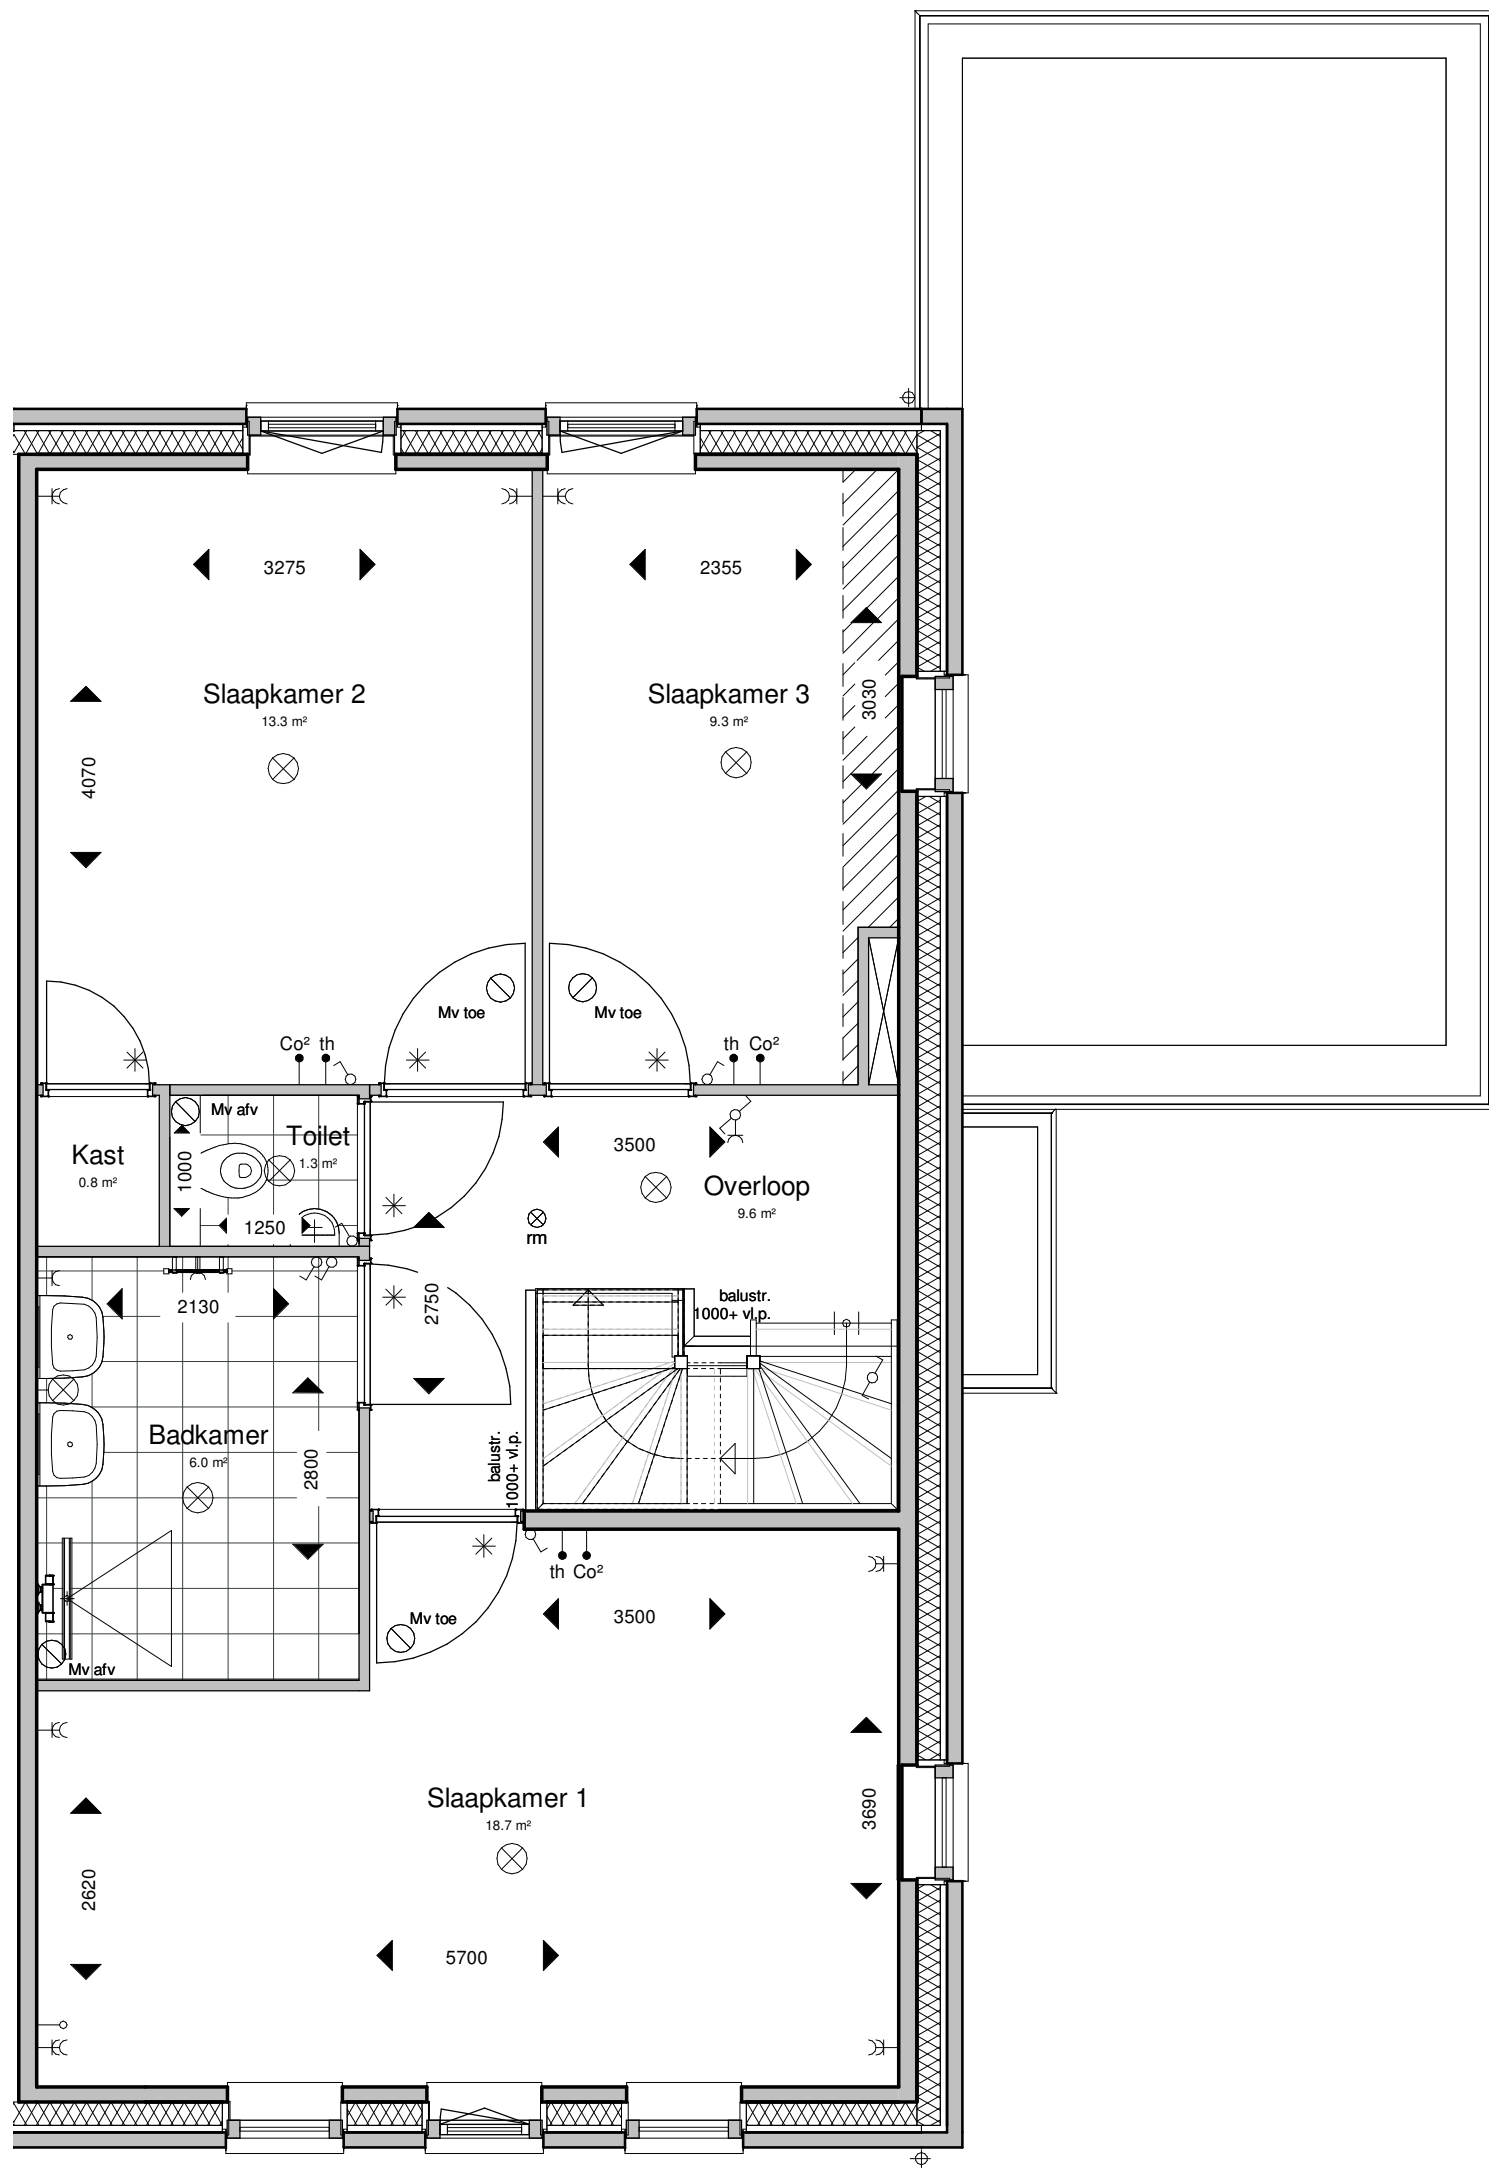 3275
2355
Slaapkamer 2
13.3 m²
Slaapkamer 3
9.3 m²
3030
4070
Mv toe
Mv toe
Co² th
th Co²
Mv afv
Toilet
1.3 m²
Kast
0.8 m²
1000
1250
3500
Overloop
9.6 m²
rm
2130
2750
balustr.
1000+ vl.p.
Badkamer
6.0 m²
2800
balustr.
1000+ vl.p.
th Co²
Mv toe
3500
Mv afv
Slaapkamer 1
18.7 m²
3690
2620
5700